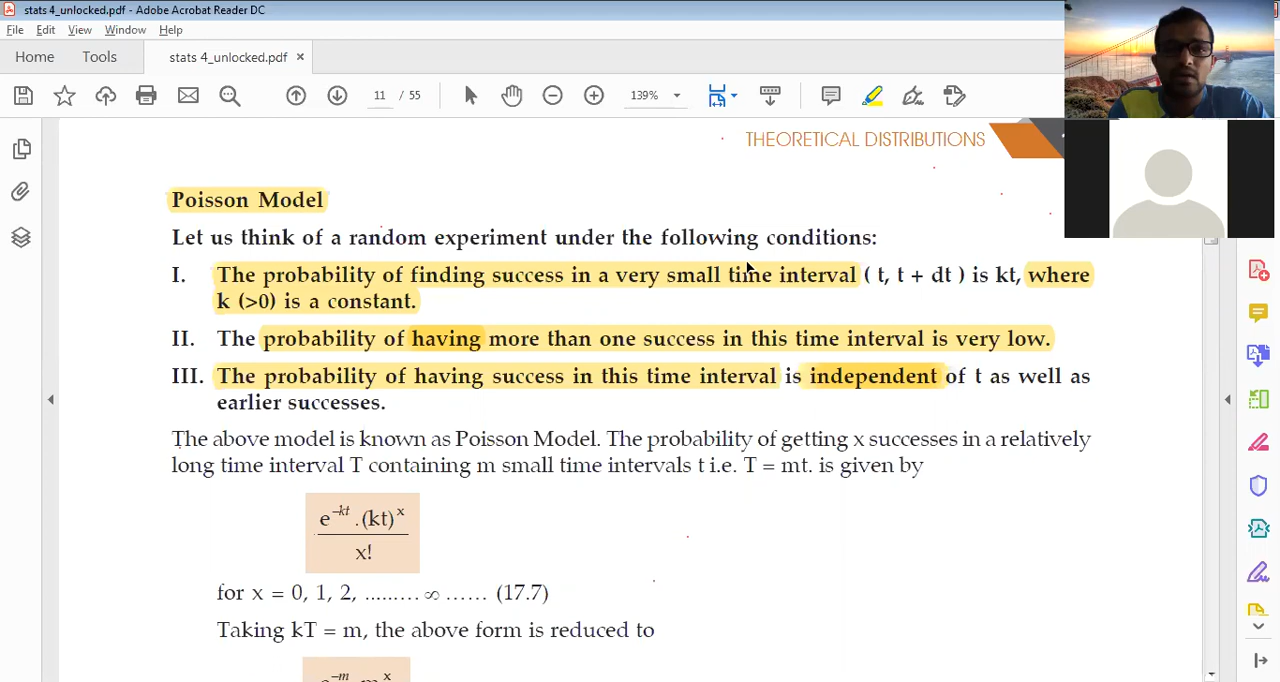 stats 4_unlocked.pdf - Adobe Acrobat Reader DC
File Edit View Window Help
Home Tools stats 4_unlocked.pdf ×
11 / 55 139%
THEORETICAL DISTRIBUTIONS
Poisson Model
Let us think of a random experiment under the following conditions:
I. The probability of finding success in a very small time interval ( t, t + dt ) is kt, where
k (>0) is a constant.
II. The probability of having more than one success in this time interval is very low.
III. The probability of having success in this time interval is independent of t as well as
earlier successes.
The above model is known as Poisson Model. The probability of getting x successes in a relatively
long time interval T containing m small time intervals t i.e. T = mt. is given by
e^-kt .(kt)^x
x!
for x = 0, 1, 2, ......... ∞ ...... (17.7)
Taking kT = m, the above form is reduced to
e^-m m^x